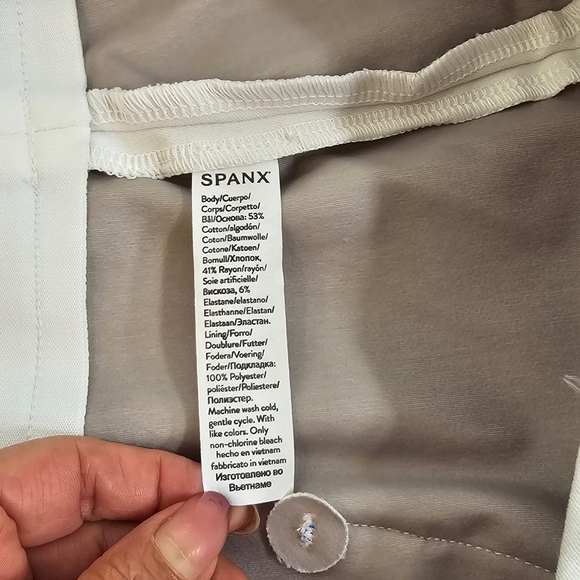 SPANX
Body/Cuerpo/
Corps/Corpetto/
Bål/Основа: 53%
Cotton/algodón/
Coton/Baumwolle/
Cotone/Katoen/
Bomull/Хлопок,
41% Rayon/rayón/
Soie artificielle/
Вискоза, 6%
Elastane/elastano/
Elasthanne/Elastan/
Elastaan/Эластан.
Lining/Forro/
Doublure/Futter/
Fodera/Voering/
Foder/Подкладка:
100% Polyester/
poliéster/Poliestere/
Полиэстер.
Machine wash cold,
gentle cycle. With
like colors. Only
non-chlorine bleach
hecho en vietnam
fabbricato in vietnam
Изготовлено во
Вьетнаме